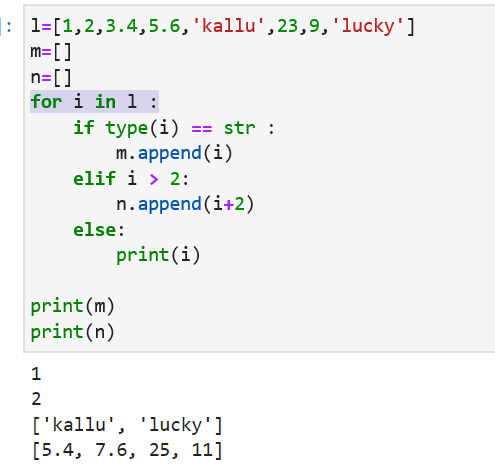 ]: l=[1,2,3.4,5.6,'kallu',23,9,'lucky']
m=[]
n=[]
for i in l :
    if type(i) == str :
        m.append(i)
    elif i > 2:
        n.append(i+2)
    else:
        print(i)

print(m)
print(n)
1
2
['kallu', 'lucky']
[5.4, 7.6, 25, 11]